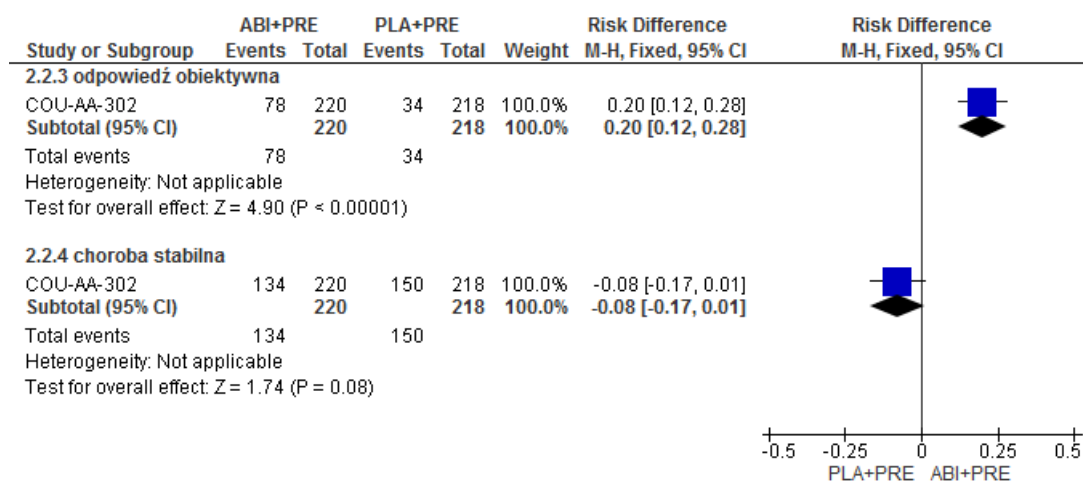 ABI+PRE PLA+PRE Risk Difference Risk Difference
Study or Subgroup Events Total Events Total Weight M-H, Fixed, 95% CI M-H, Fixed, 95% CI
2.2.3 odpowiedź obiektywna
COU-AA-302 78 220 34 218 100.0% 0.20 [0.12, 0.28]
Subtotal (95% CI) 220 218 100.0% 0.20 [0.12, 0.28]
Total events 78 34
Heterogeneity: Not applicable
Test for overall effect: Z = 4.90 (P < 0.00001)
2.2.4 choroba stabilna
COU-AA-302 134 220 150 218 100.0% -0.08 [-0.17, 0.01]
Subtotal (95% CI) 220 218 100.0% -0.08 [-0.17, 0.01]
Total events 134 150
Heterogeneity: Not applicable
Test for overall effect: Z = 1.74 (P = 0.08)
-0.5 -0.25 0 0.25 0.5
PLA+PRE ABI+PRE